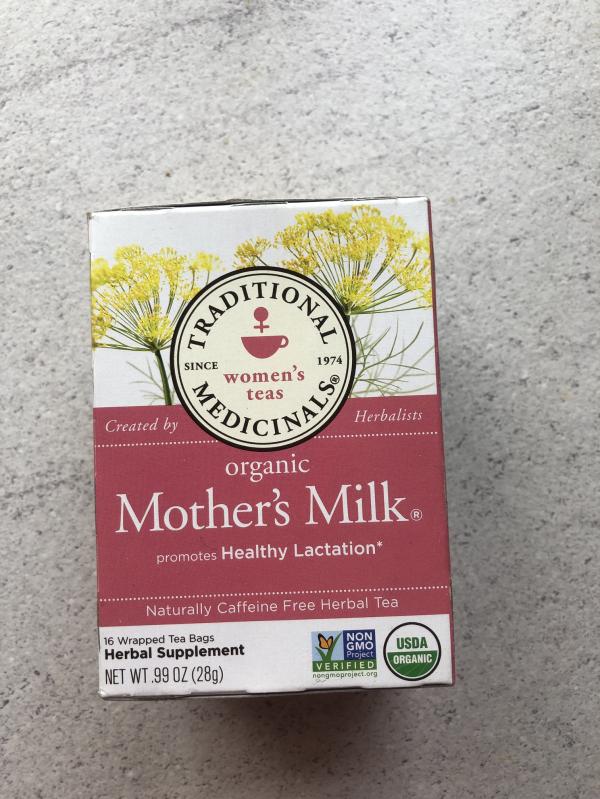 TRADITIONAL
SINCE 1974
women's
teas
MEDICINALS®
Created by Herbalists
organic
Mother's Milk®
promotes Healthy Lactation*
Naturally Caffeine Free Herbal Tea
16 Wrapped Tea Bags
Herbal Supplement
NET WT .99 OZ (28g)
NON
GMO
Project
VERIFIED
nongmoproject.org
USDA
ORGANIC